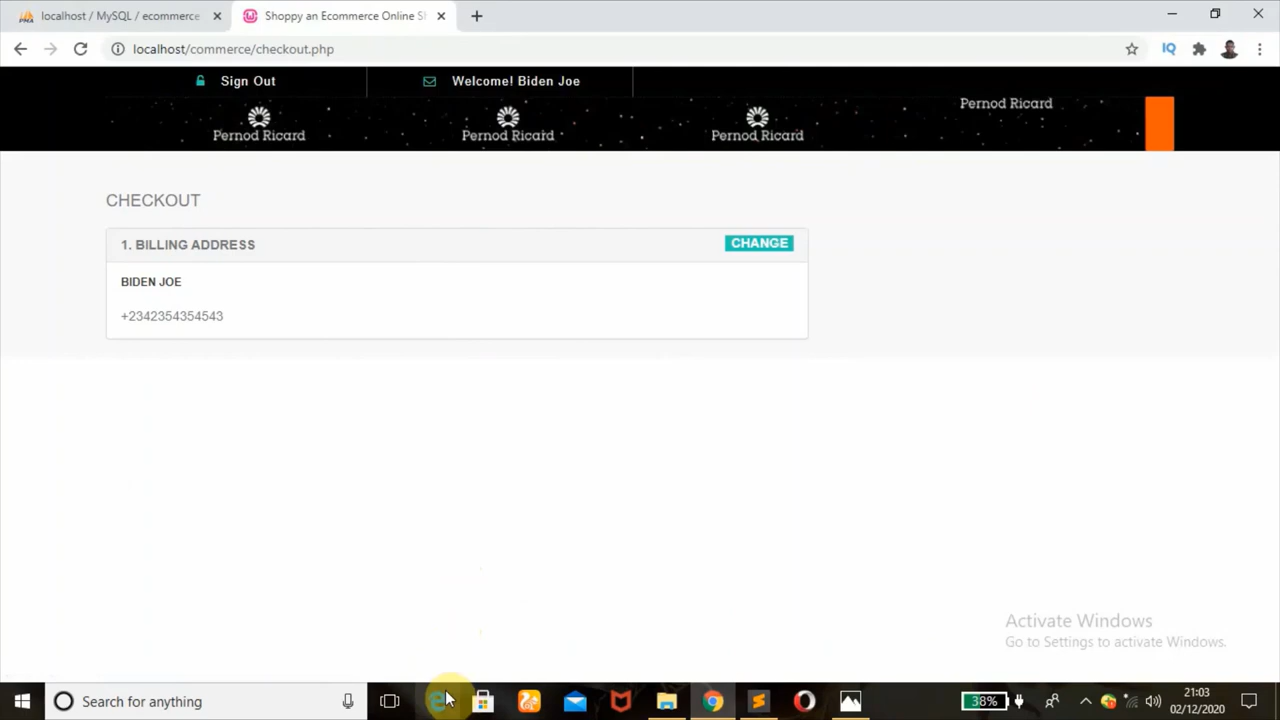 localhost / MySQL / ecommerce
Shoppy an Ecommerce Online Sh
localhost/commerce/checkout.php
IQ
Sign Out
Welcome! Biden Joe
Pernod Ricard
Pernod Ricard
Pernod Ricard
Pernod Ricard
CHECKOUT
1. BILLING ADDRESS
CHANGE
BIDEN JOE
+2342354354543
Activate Windows
Go to Settings to activate Windows.
Search for anything
38%
21:03
02/12/2020